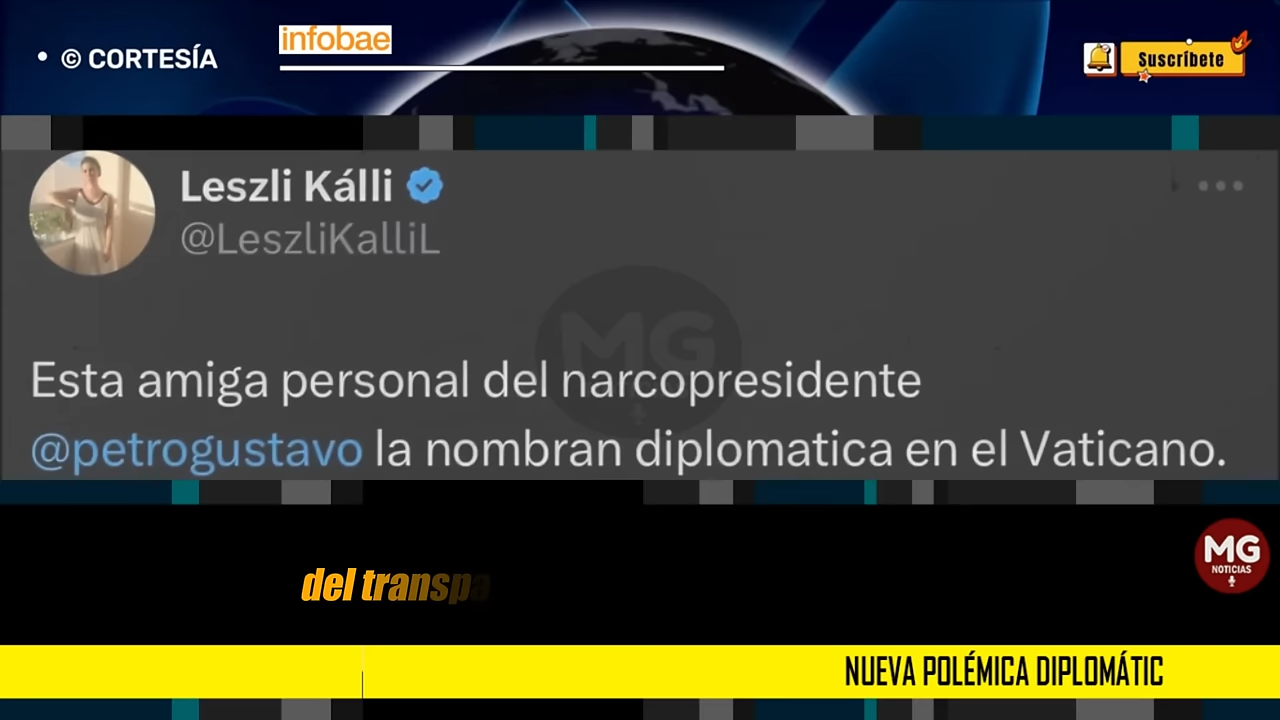 • © CORTESÍA
infobae
Suscríbete
Leszli Kálli
@LeszliKalliL
MG
Esta amiga personal del narcopresidente
@petrogustavo la nombran diplomatica en el Vaticano.
del transpa
MG
NOTICIAS
NUEVA POLÉMICA DIPLOMÁTIC